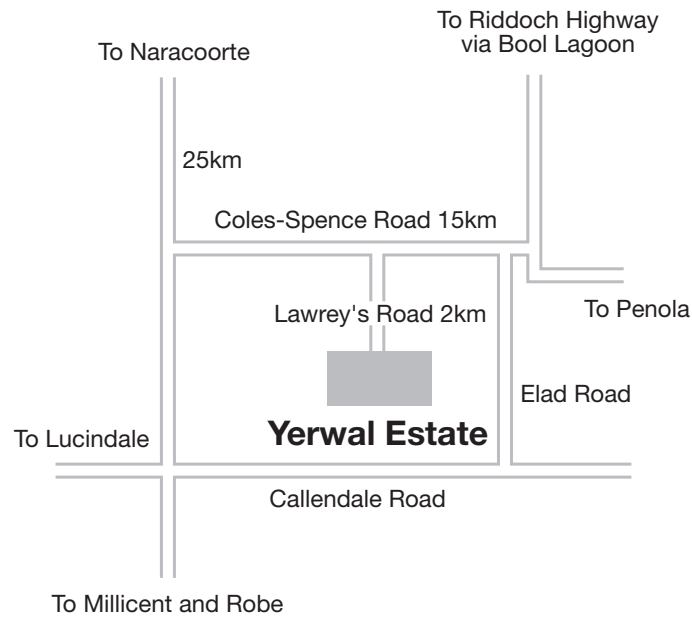 To Riddoch Highway
via Bool Lagoon
To Naracoorte
25km
Coles-Spence Road 15km
Lawrey's Road 2km
To Penola
Elad Road
Yerwal Estate
To Lucindale
Callendale Road
To Millicent and Robe